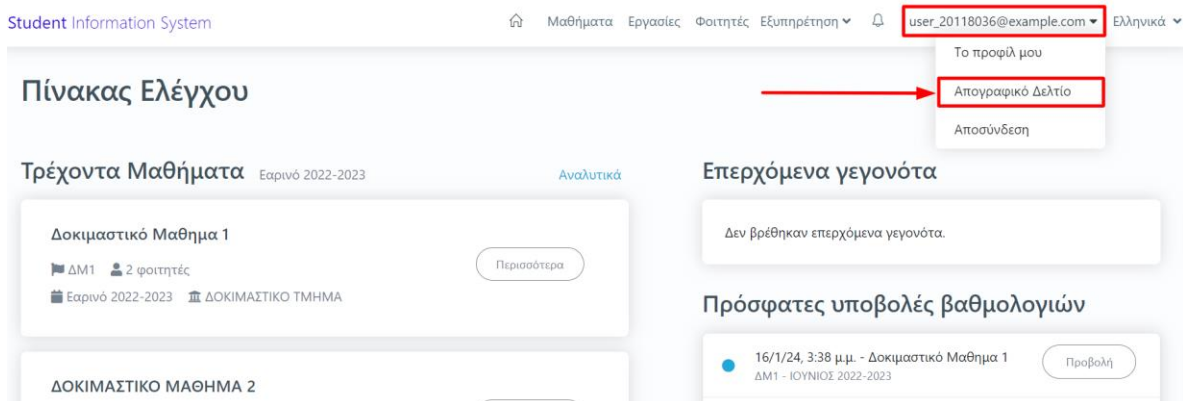 Student Information System
Μαθήματα Εργασίες Φοιτητές Εξυπηρέτηση user_20118036@example.com Ελληνικά
Το προφίλ μου
Απογραφικό Δελτίο
Αποσύνδεση
Πίνακας Ελέγχου
Τρέχοντα Μαθήματα Εαρινό 2022-2023 Αναλυτικά
Δοκιμαστικό Μαθημα 1
ΔΜ1 2 φοιτητές
Εαρινό 2022-2023 ΔΟΚΙΜΑΣΤΙΚΟ ΤΜΗΜΑ
Περισσότερα
ΔΟΚΙΜΑΣΤΙΚΟ ΜΑΘΗΜΑ 2
Επερχόμενα γεγονότα
Δεν βρέθηκαν επερχόμενα γεγονότα.
Πρόσφατες υποβολές βαθμολογιών
16/1/24, 3:38 μ.μ. - Δοκιμαστικό Μαθημα 1
ΔΜ1 - ΙΟΥΝΙΟΣ 2022-2023
Προβολή